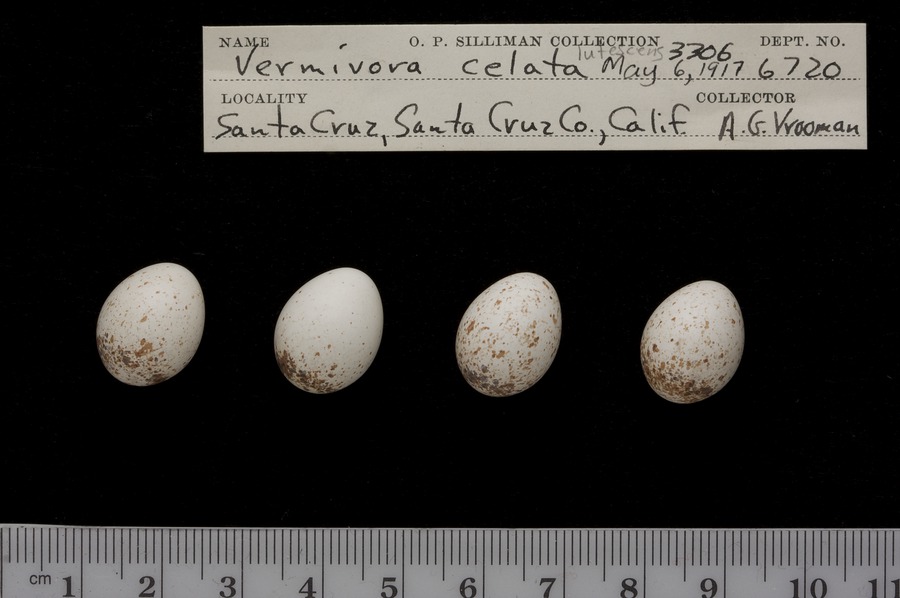 NAME O. P. SILLIMAN COLLECTION DEPT. NO.
lutescens 3306
Vermivora celata May 6, 1917 6720
LOCALITY COLLECTOR
Santa Cruz, Santa Cruz Co., Calif. A. G. Vrooman
cm 1 2 3 4 5 6 7 8 9 10 11